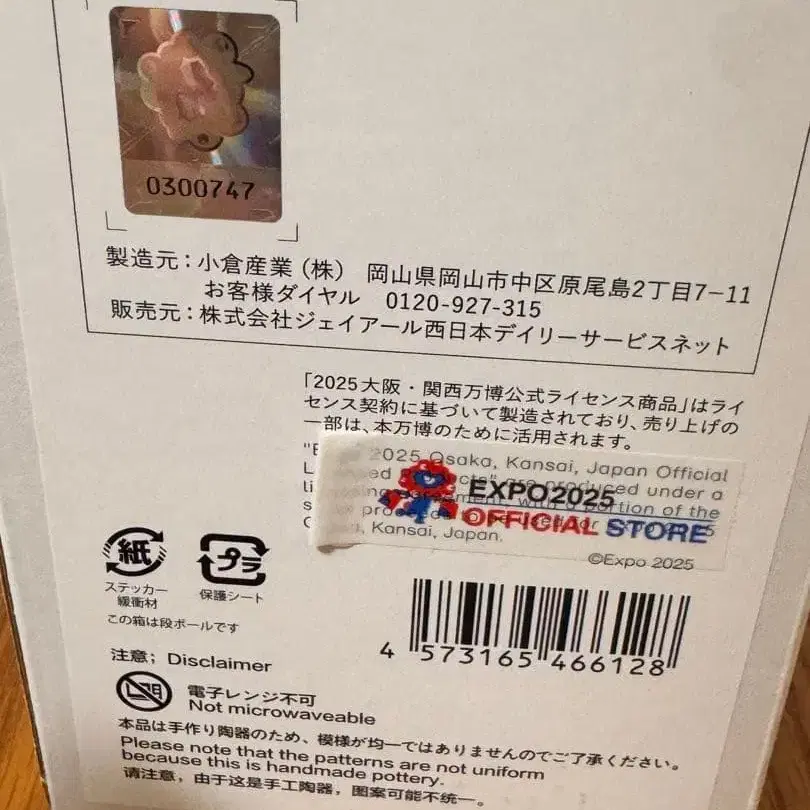 0300747
製造元：小倉産業（株） 岡山県岡山市中区原尾島2丁目7-11
お客様ダイヤル 0120-927-315
販売元：株式会社ジェイアール西日本デイリーサービスネット
「2025大阪・関西万博公式ライセンス商品」はライ
センス契約に基づいて製造されており、売り上げの
一部は、本万博のために活用されます。
2025 Osaka, Kansai, Japan Official
are produced under a
portion of the
Kansai, Japan.
EXPO2025
OFFICIAL STORE
©Expo 2025
紙
ステッカー
緩衝材
プラ
保護シート
この箱は段ボールです
4 573165 466128
注意； Disclaimer
電子レンジ不可
Not microwaveable
本品は手作り陶器のため、模様が均一ではありませんのでご了承ください。
Please note that the patterns are not uniform
because this is handmade pottery.
请注意，由于这是手工陶器，图案可能不统一。